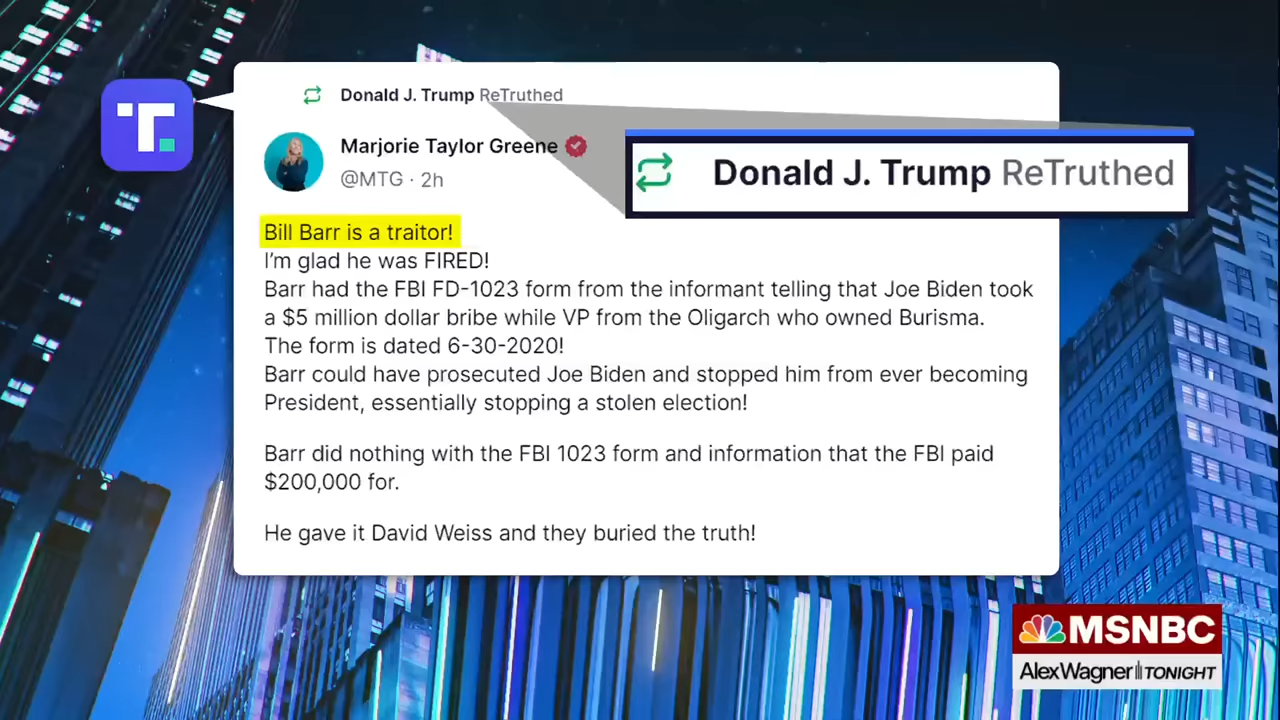 Donald J. Trump ReTruthed
Marjorie Taylor Greene
@MTG · 2h
Donald J. Trump ReTruthed
Bill Barr is a traitor!
I'm glad he was FIRED!
Barr had the FBI FD-1023 form from the informant telling that Joe Biden took
a $5 million dollar bribe while VP from the Oligarch who owned Burisma.
The form is dated 6-30-2020!
Barr could have prosecuted Joe Biden and stopped him from ever becoming
President, essentially stopping a stolen election!
Barr did nothing with the FBI 1023 form and information that the FBI paid
$200,000 for.
He gave it David Weiss and they buried the truth!
MSNBC
AlexWagner TONIGHT